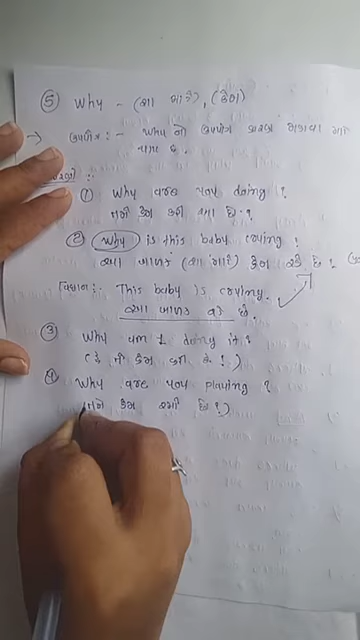 ⑤ Why - (શા માટે), (કેમ)
→ ઉપયોગ :- Why નો ઉપયોગ કારણ જાણવા માટે
થાય છે.
① Why are you doing?
તમે કેમ કરી રહ્યા છો?
② Why is this baby crying?
આ બાળક (શા માટે) કેમ રડે છે?
વિધાન :- This baby is crying.
આ બાળક રડે છે.
③ Why am I doing it?
④ Why are you playing?
તમે કેમ રમો છો?)